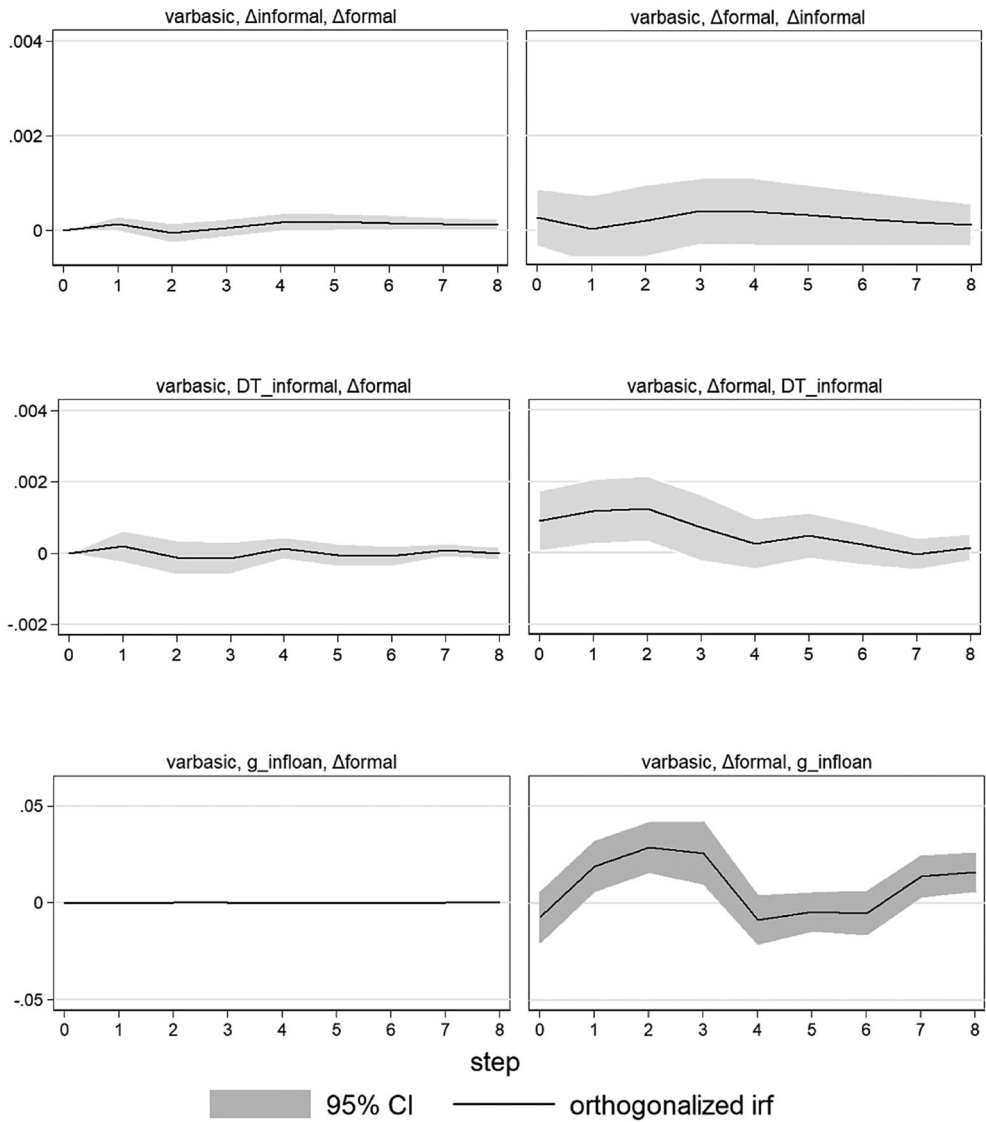 varbasic, Δinformal, Δformal
varbasic, Δformal, Δinformal
.004
.002
0
0 1 2 3 4 5 6 7 8
0 1 2 3 4 5 6 7 8
varbasic, DT_informal, Δformal
varbasic, Δformal, DT_informal
.004
.002
0
-.002
0 1 2 3 4 5 6 7 8
0 1 2 3 4 5 6 7 8
varbasic, g_infloan, Δformal
varbasic, Δformal, g_infloan
.05
0
-.05
0 1 2 3 4 5 6 7 8
0 1 2 3 4 5 6 7 8
step
95% CI
orthogonalized irf